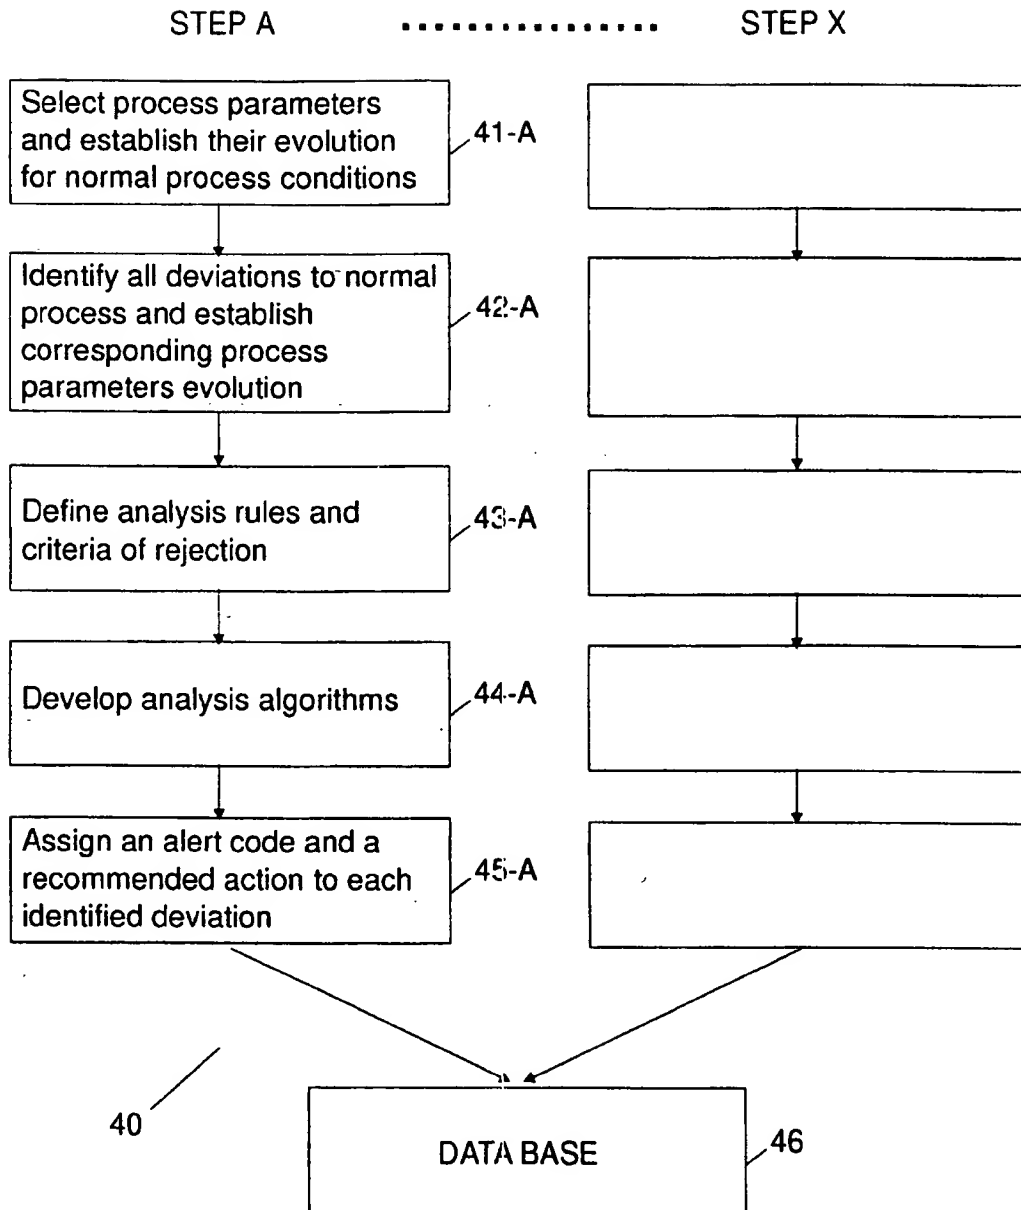 STEP A ................ STEP X
Select process parameters
and establish their evolution
for normal process conditions
41-A
Identify all deviations to normal
process and establish
corresponding process
parameters evolution
42-A
Define analysis rules and
criteria of rejection
43-A
Develop analysis algorithms
44-A
Assign an alert code and a
recommended action to each
identified deviation
45-A
40
DATA BASE
46